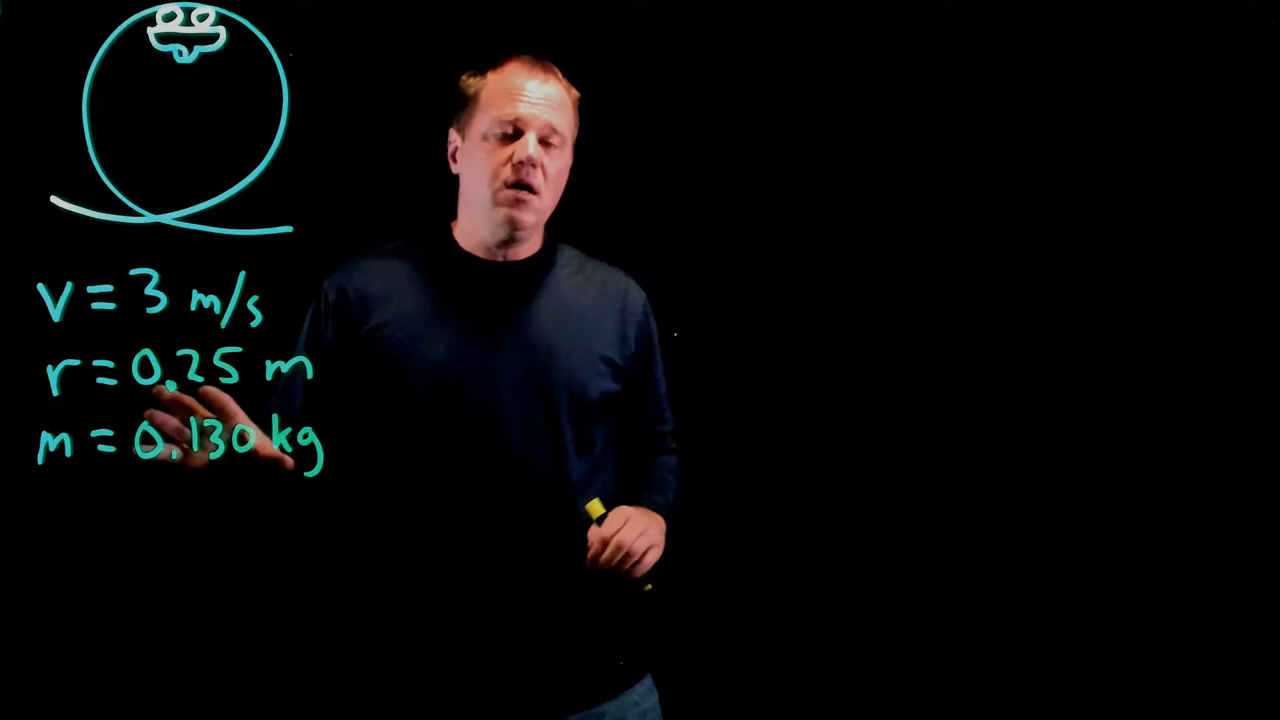 v = 3 m/s
r = 0.25 m
m = 0.130 kg